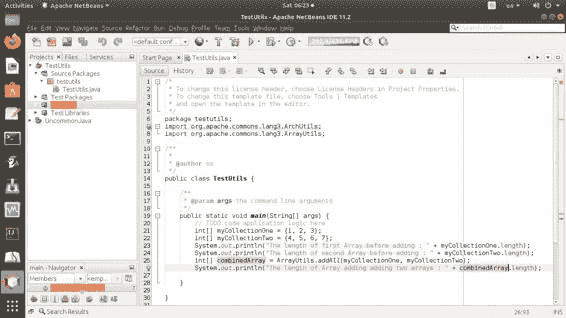 Activities
Apache NetBeans
Sat 06:23
en
TestUtils - Apache NetBeans IDE 11.2
File Edit View Navigate Source Refactor Run Debug Profile Team Tools Window Help
Search (Ctrl+I)
<default conf...
Projects
Files
Services
TestUtils
Source Packages
testutils
TestUtils.java
Test Packages
Test Libraries
UncommonJava
main - Navigator
Members
Start Page
TestUtils.java
Source
History
/*
* To change this license header, choose License Headers in Project Properties.
* To change this template file, choose Tools | Templates
* and open the template in the editor.
*/
package testutils;
import org.apache.commons.lang3.ArchUtils;
import org.apache.commons.lang3.ArrayUtils;
/**
*
* @author
*/
public class TestUtils {
/**
* @param args the command line arguments
*/
public static void main(String[] args) {
// TODO code application logic here
int[] myCollectionOne = {1, 2, 3};
int[] myCollectionTwo = {4, 5, 6, 7};
System.out.println("The length of first Array before adding : " + myCollectionOne.length);
System.out.println("The length of second Array before adding : " + myCollectionTwo.length);
int[] combinedArray = ArrayUtils.addAll(myCollectionOne, myCollectionTwo);
System.out.println("The length of Array adding adding two arrays : " + combinedArray.length);
}
}
Search Results
26:93
INS